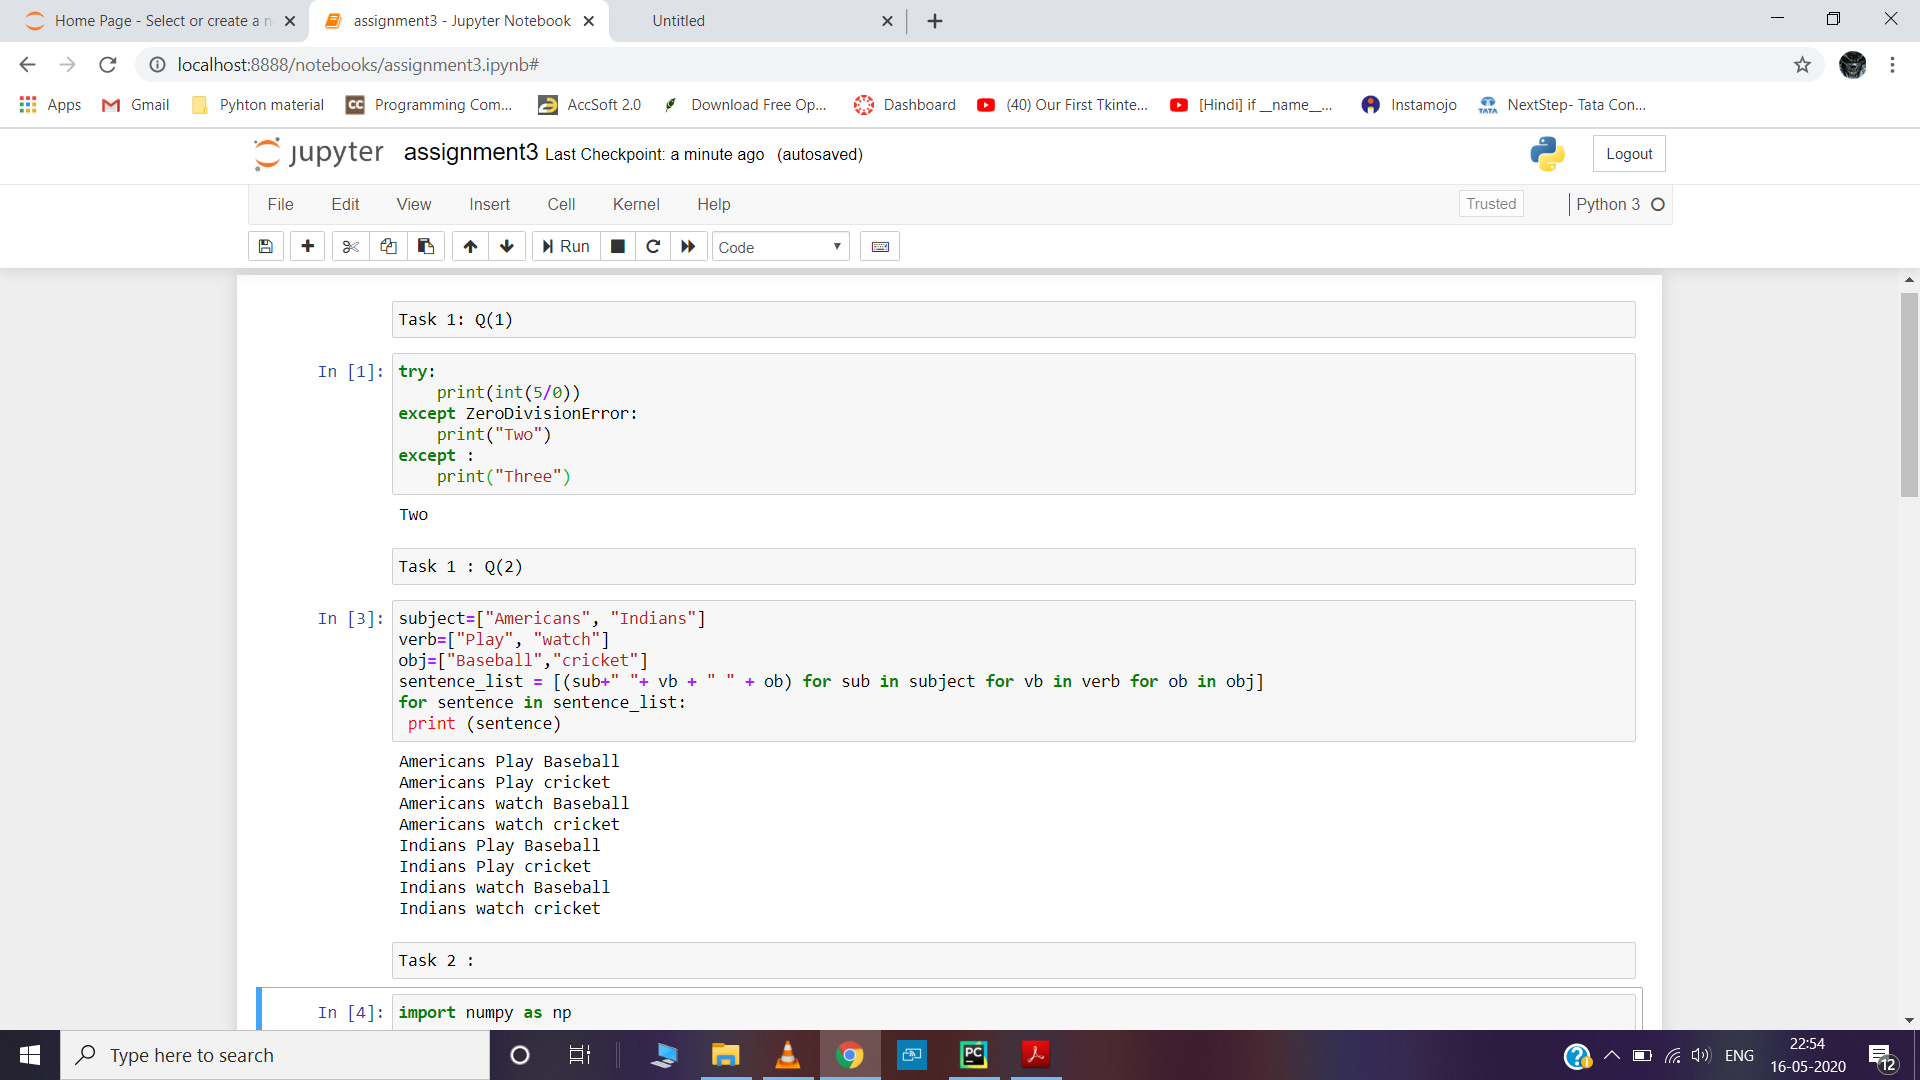 Home Page - Select or create a n
assignment3 - Jupyter Notebook
Untitled
localhost:8888/notebooks/assignment3.ipynb#
Apps
Gmail
Pyhton material
CC
Programming Com...
AccSoft 2.0
Download Free Op...
Dashboard
(40) Our First Tkinte...
[Hindi] if __name__...
Instamojo
TATA
NextStep- Tata Con...
jupyter
assignment3 Last Checkpoint: a minute ago (autosaved)
Logout
File Edit View Insert Cell Kernel Help
Trusted
Python 3
Run
Code
Task 1: Q(1)
In [1]:
try:
    print(int(5/0))
except ZeroDivisionError:
    print("Two")
except :
    print("Three")
Two
Task 1 : Q(2)
In [3]:
subject=["Americans", "Indians"]
verb=["Play", "watch"]
obj=["Baseball","cricket"]
sentence_list = [(sub+" "+ vb + " " + ob) for sub in subject for vb in verb for ob in obj]
for sentence in sentence_list:
 print (sentence)
Americans Play Baseball
Americans Play cricket
Americans watch Baseball
Americans watch cricket
Indians Play Baseball
Indians Play cricket
Indians watch Baseball
Indians watch cricket
Task 2 :
In [4]:
import numpy as np
Type here to search
PC
ENG
22:54
16-05-2020
12